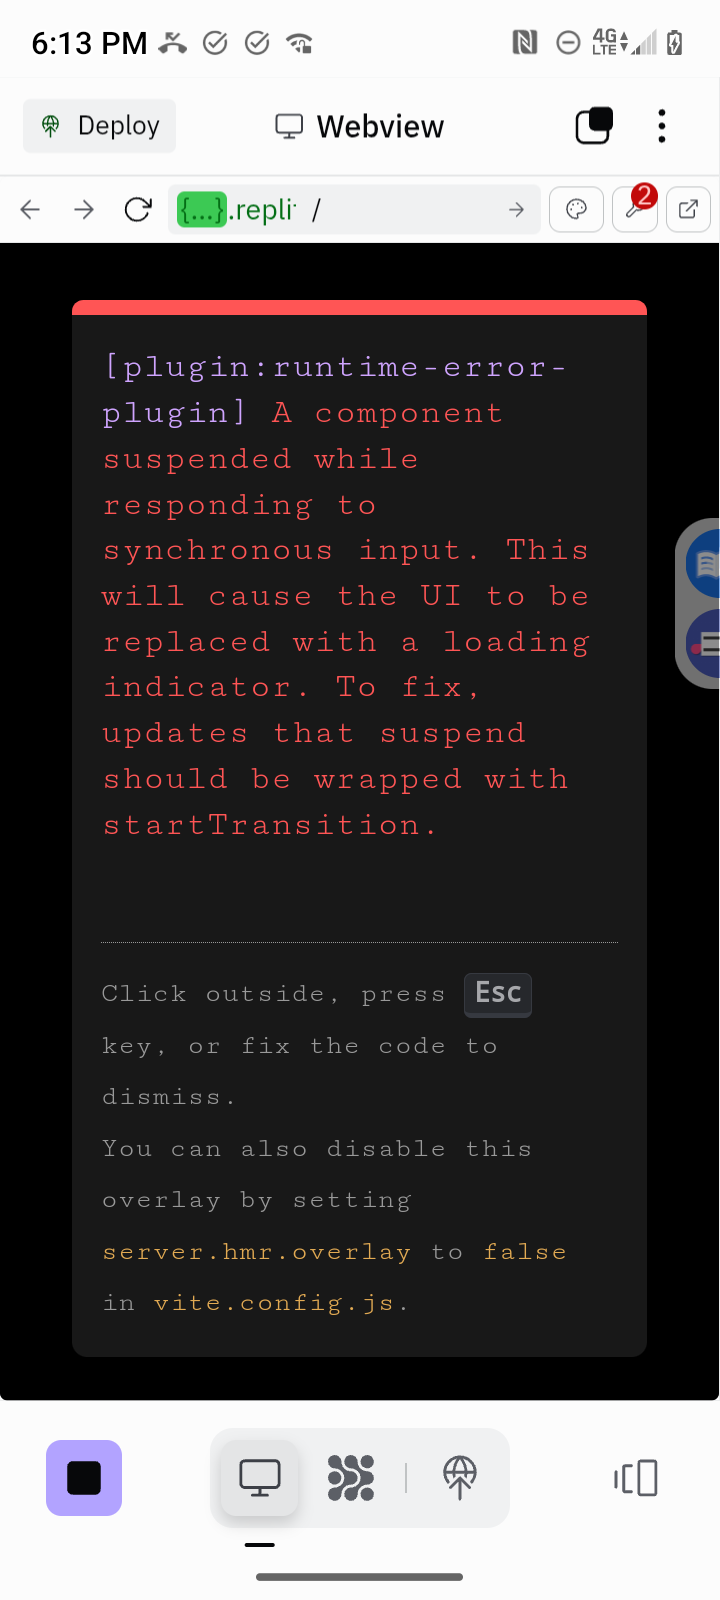 6:13 PM
4G
LTE
Deploy
Webview
{...}.repli /
2
[plugin:runtime-error-
plugin] A component
suspended while
responding to
synchronous input. This
will cause the UI to be
replaced with a loading
indicator. To fix,
updates that suspend
should be wrapped with
startTransition.
Click outside, press Esc
key, or fix the code to
dismiss.
You can also disable this
overlay by setting
server.hmr.overlay to false
in vite.config.js.